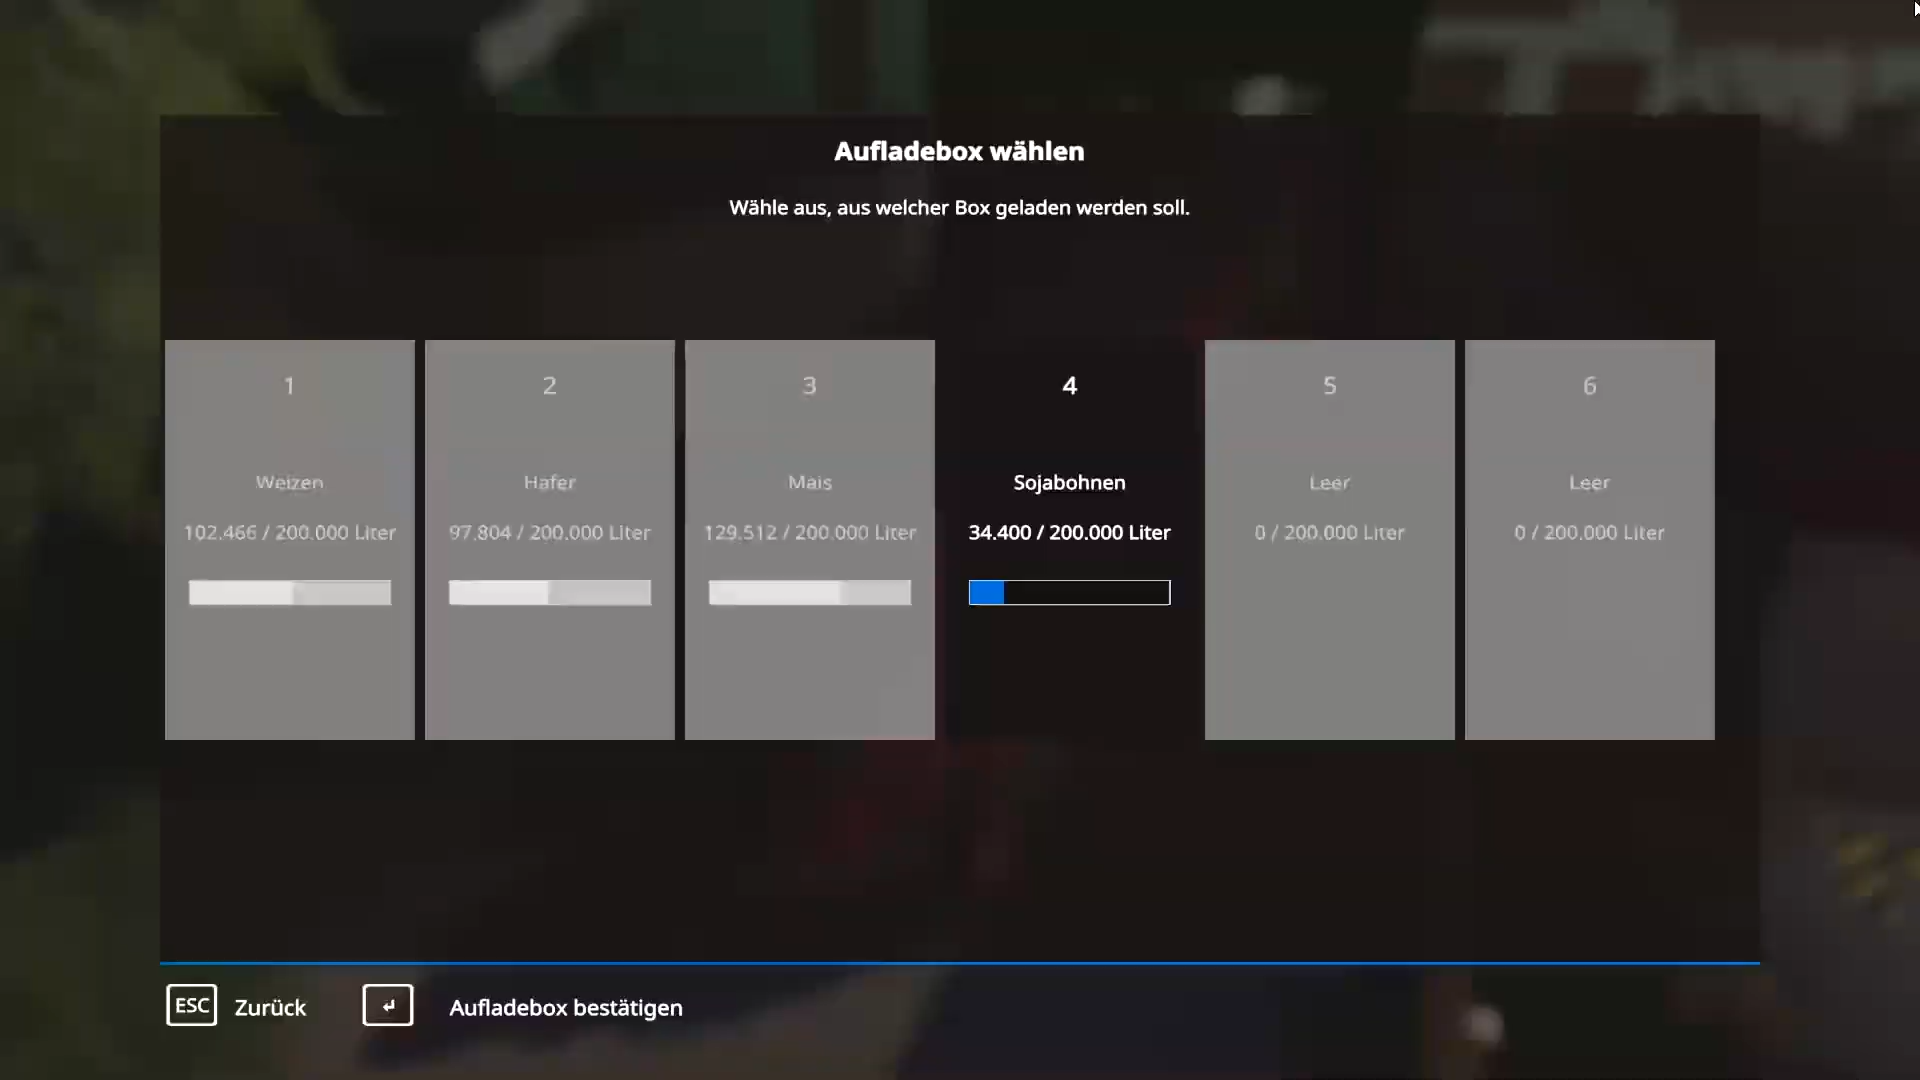 Aufladebox wählen
Wähle aus, aus welcher Box geladen werden soll.
1
Weizen
102.466 / 200.000 Liter
2
Hafer
97.804 / 200.000 Liter
3
Mais
129.512 / 200.000 Liter
4
Sojabohnen
34.400 / 200.000 Liter
5
Leer
0 / 200.000 Liter
6
Leer
0 / 200.000 Liter
ESC Zurück ↵ Aufladebox bestätigen